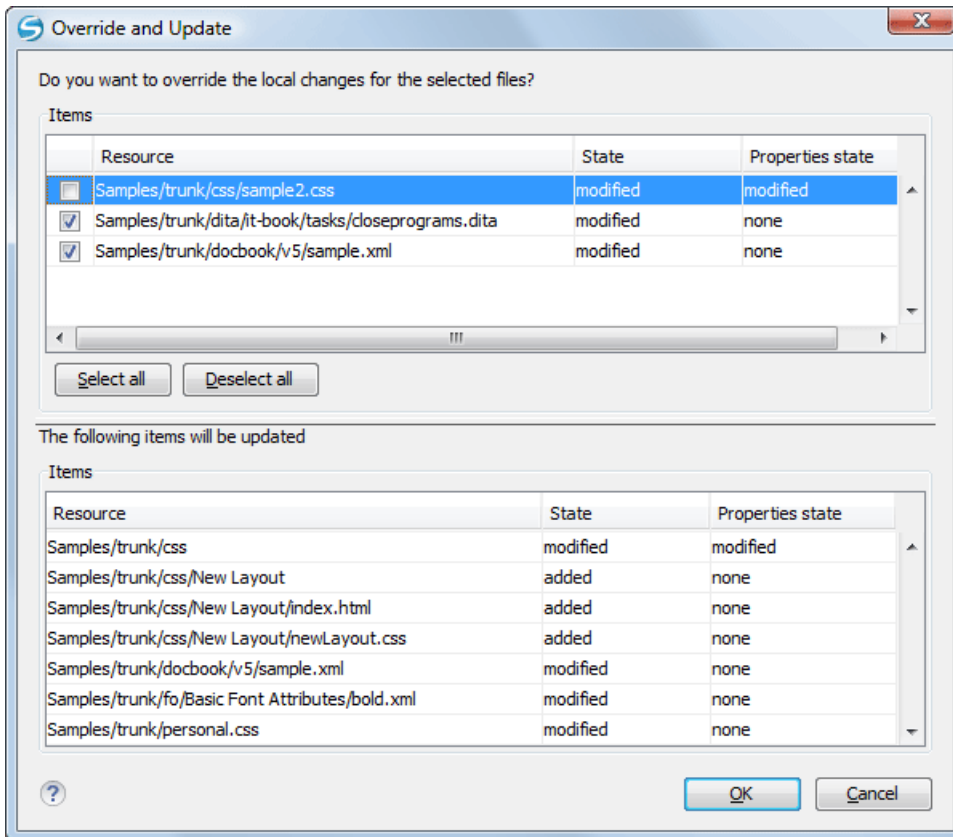 Override and Update
Do you want to override the local changes for the selected files?
Items
Resource State Properties state
Samples/trunk/css/sample2.css modified modified
Samples/trunk/dita/it-book/tasks/closeprograms.dita modified none
Samples/trunk/docbook/v5/sample.xml modified none
Select all Deselect all
The following items will be updated
Items
Resource State Properties state
Samples/trunk/css modified modified
Samples/trunk/css/New Layout added none
Samples/trunk/css/New Layout/index.html added none
Samples/trunk/css/New Layout/newLayout.css added none
Samples/trunk/docbook/v5/sample.xml modified none
Samples/trunk/fo/Basic Font Attributes/bold.xml modified none
Samples/trunk/personal.css modified none
? OK Cancel